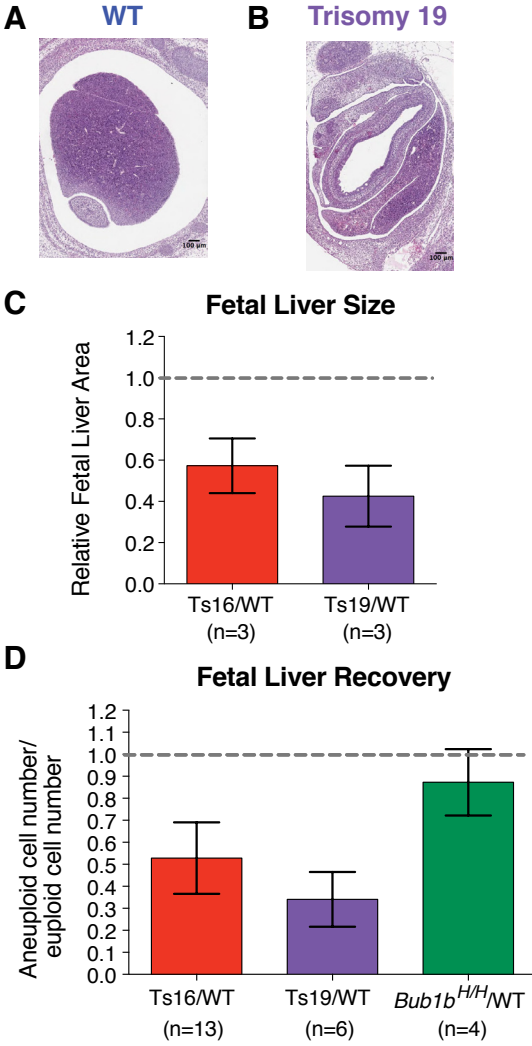 A
WT
B
Trisomy 19
100 µm
100 µm
C
Fetal Liver Size
Relative Fetal Liver Area
1.2
1.0
0.8
0.6
0.4
0.2
0.0
Ts16/WT
Ts19/WT
(n=3)
(n=3)
D
Fetal Liver Recovery
Aneuploid cell number/
euploid cell number
1.2
1.1
1.0
0.9
0.8
0.7
0.6
0.5
0.4
0.3
0.2
0.1
0.0
Ts16/WT
Ts19/WT
Bub1b^H/H/WT
(n=13)
(n=6)
(n=4)